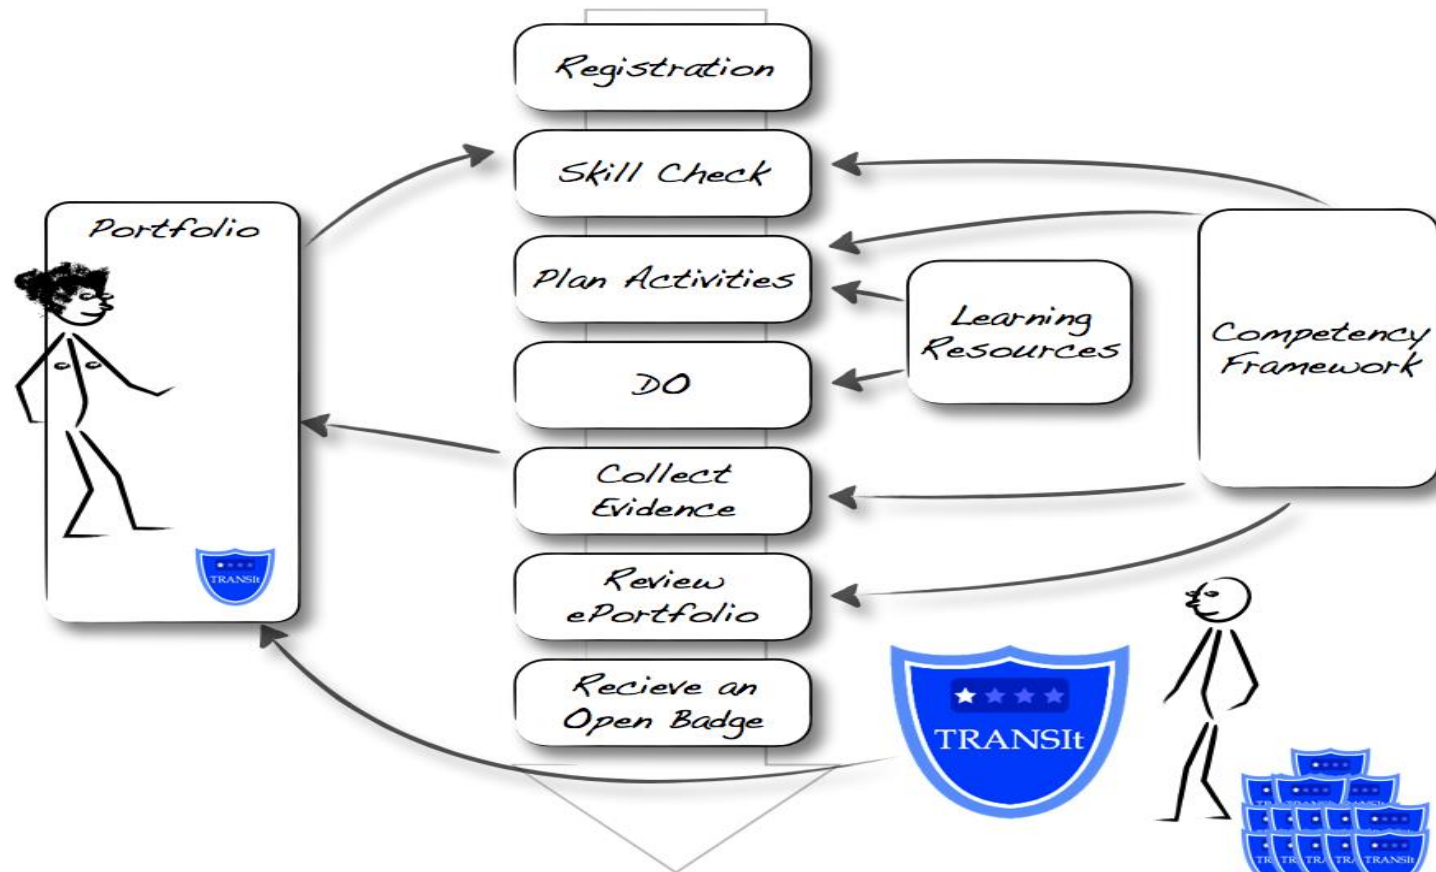 Registration
Skill Check
Portfolio
Plan Activities
Learning
Resources
Competency
Framework
DO
Collect
Evidence
TRANSIt
Review
ePortfolio
Recieve an
Open Badge
TRANSIt
TRANSIt